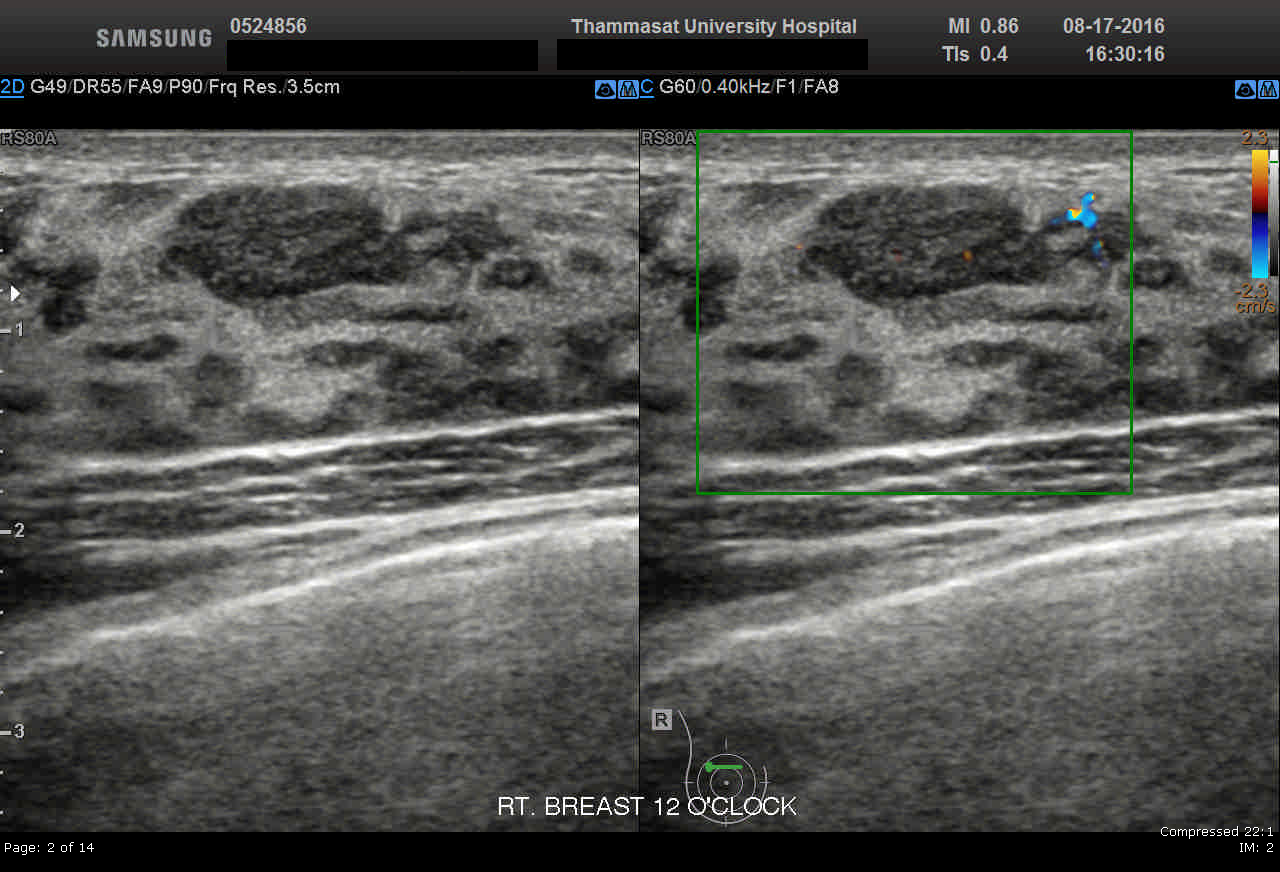 SAMSUNG
0524856
Thammasat University Hospital
MI 0.86
08-17-2016
TIs 0.4
16:30:16
2D G49/DR55/FA9/P90/Frq Res./3.5cm
M
C G60/0.40kHz/F1/FA8
M
RS80A
RS80A
2.3
-2.3
cm/s
1
2
3
R
RT. BREAST 12 O'CLOCK
Compressed 22:1
Page: 2 of 14
IM: 2